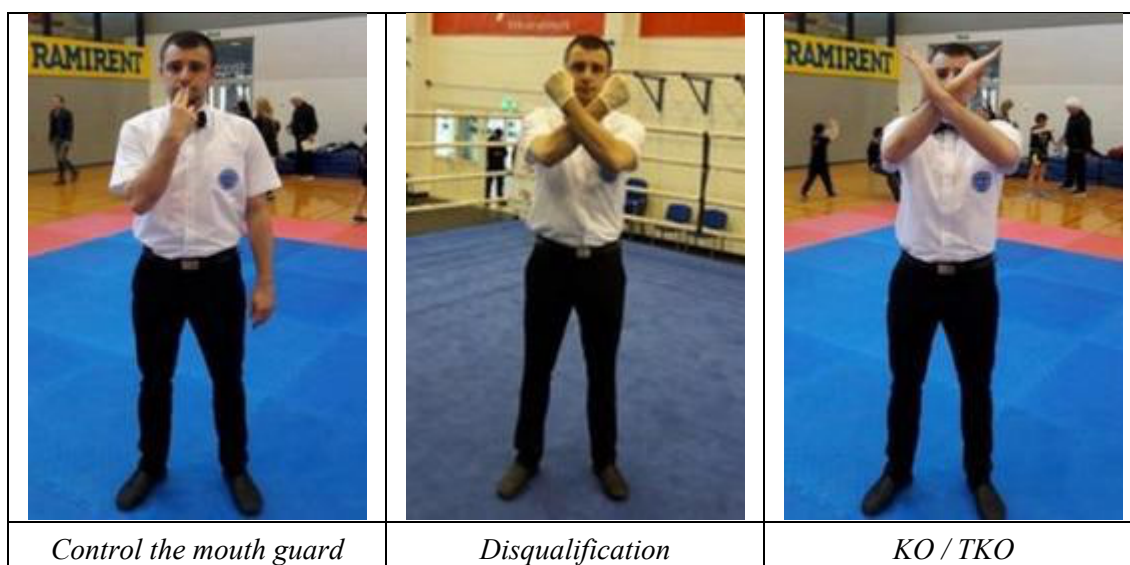 RAMIRENT
RAMIRENT
Control the mouth guard
Disqualification
KO / TKO